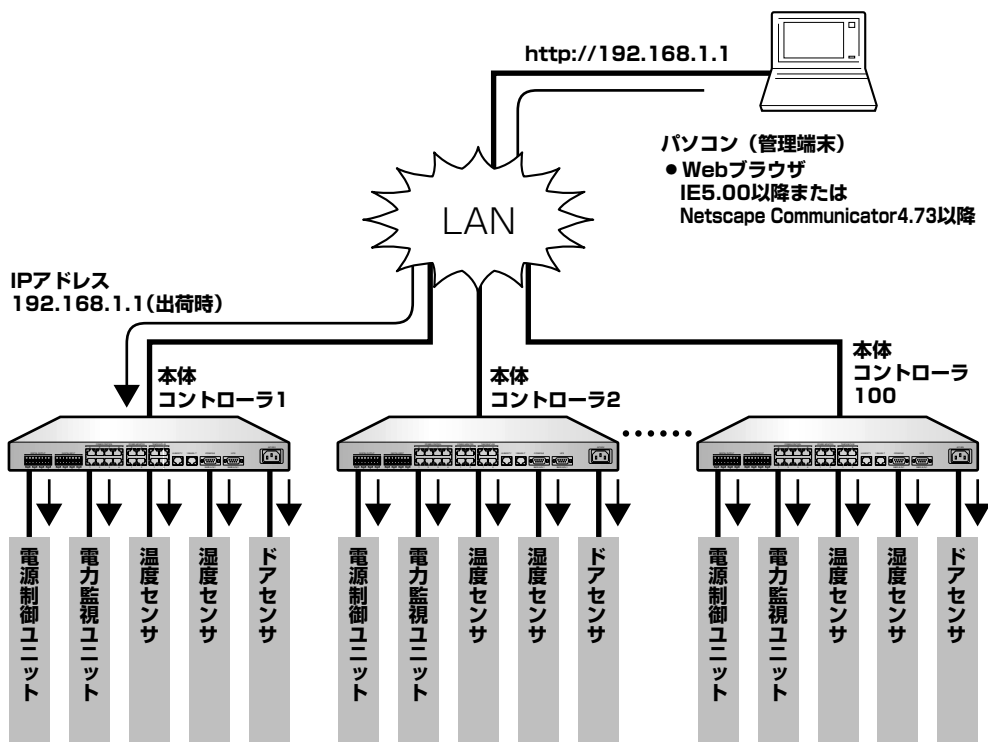 http://192.168.1.1
パソコン（管理端末）
●Webブラウザ
IE5.00以降または
Netscape Communicator4.73以降
LAN
IPアドレス
192.168.1.1(出荷時)
本体
コントローラ1
本体
コントローラ2
本体
コントローラ
100
電源制御ユニット
電力監視ユニット
温度センサ
湿度センサ
ドアセンサ
電源制御ユニット
電力監視ユニット
温度センサ
湿度センサ
ドアセンサ
電源制御ユニット
電力監視ユニット
温度センサ
湿度センサ
ドアセンサ